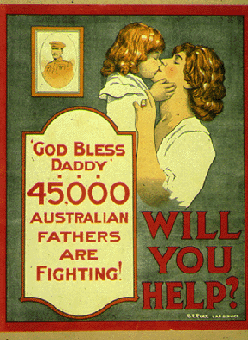 'GOD BLESS
DADDY'
45.000
AUSTRALIAN
FATHERS
ARE
FIGHTING!
WILL
YOU
HELP?